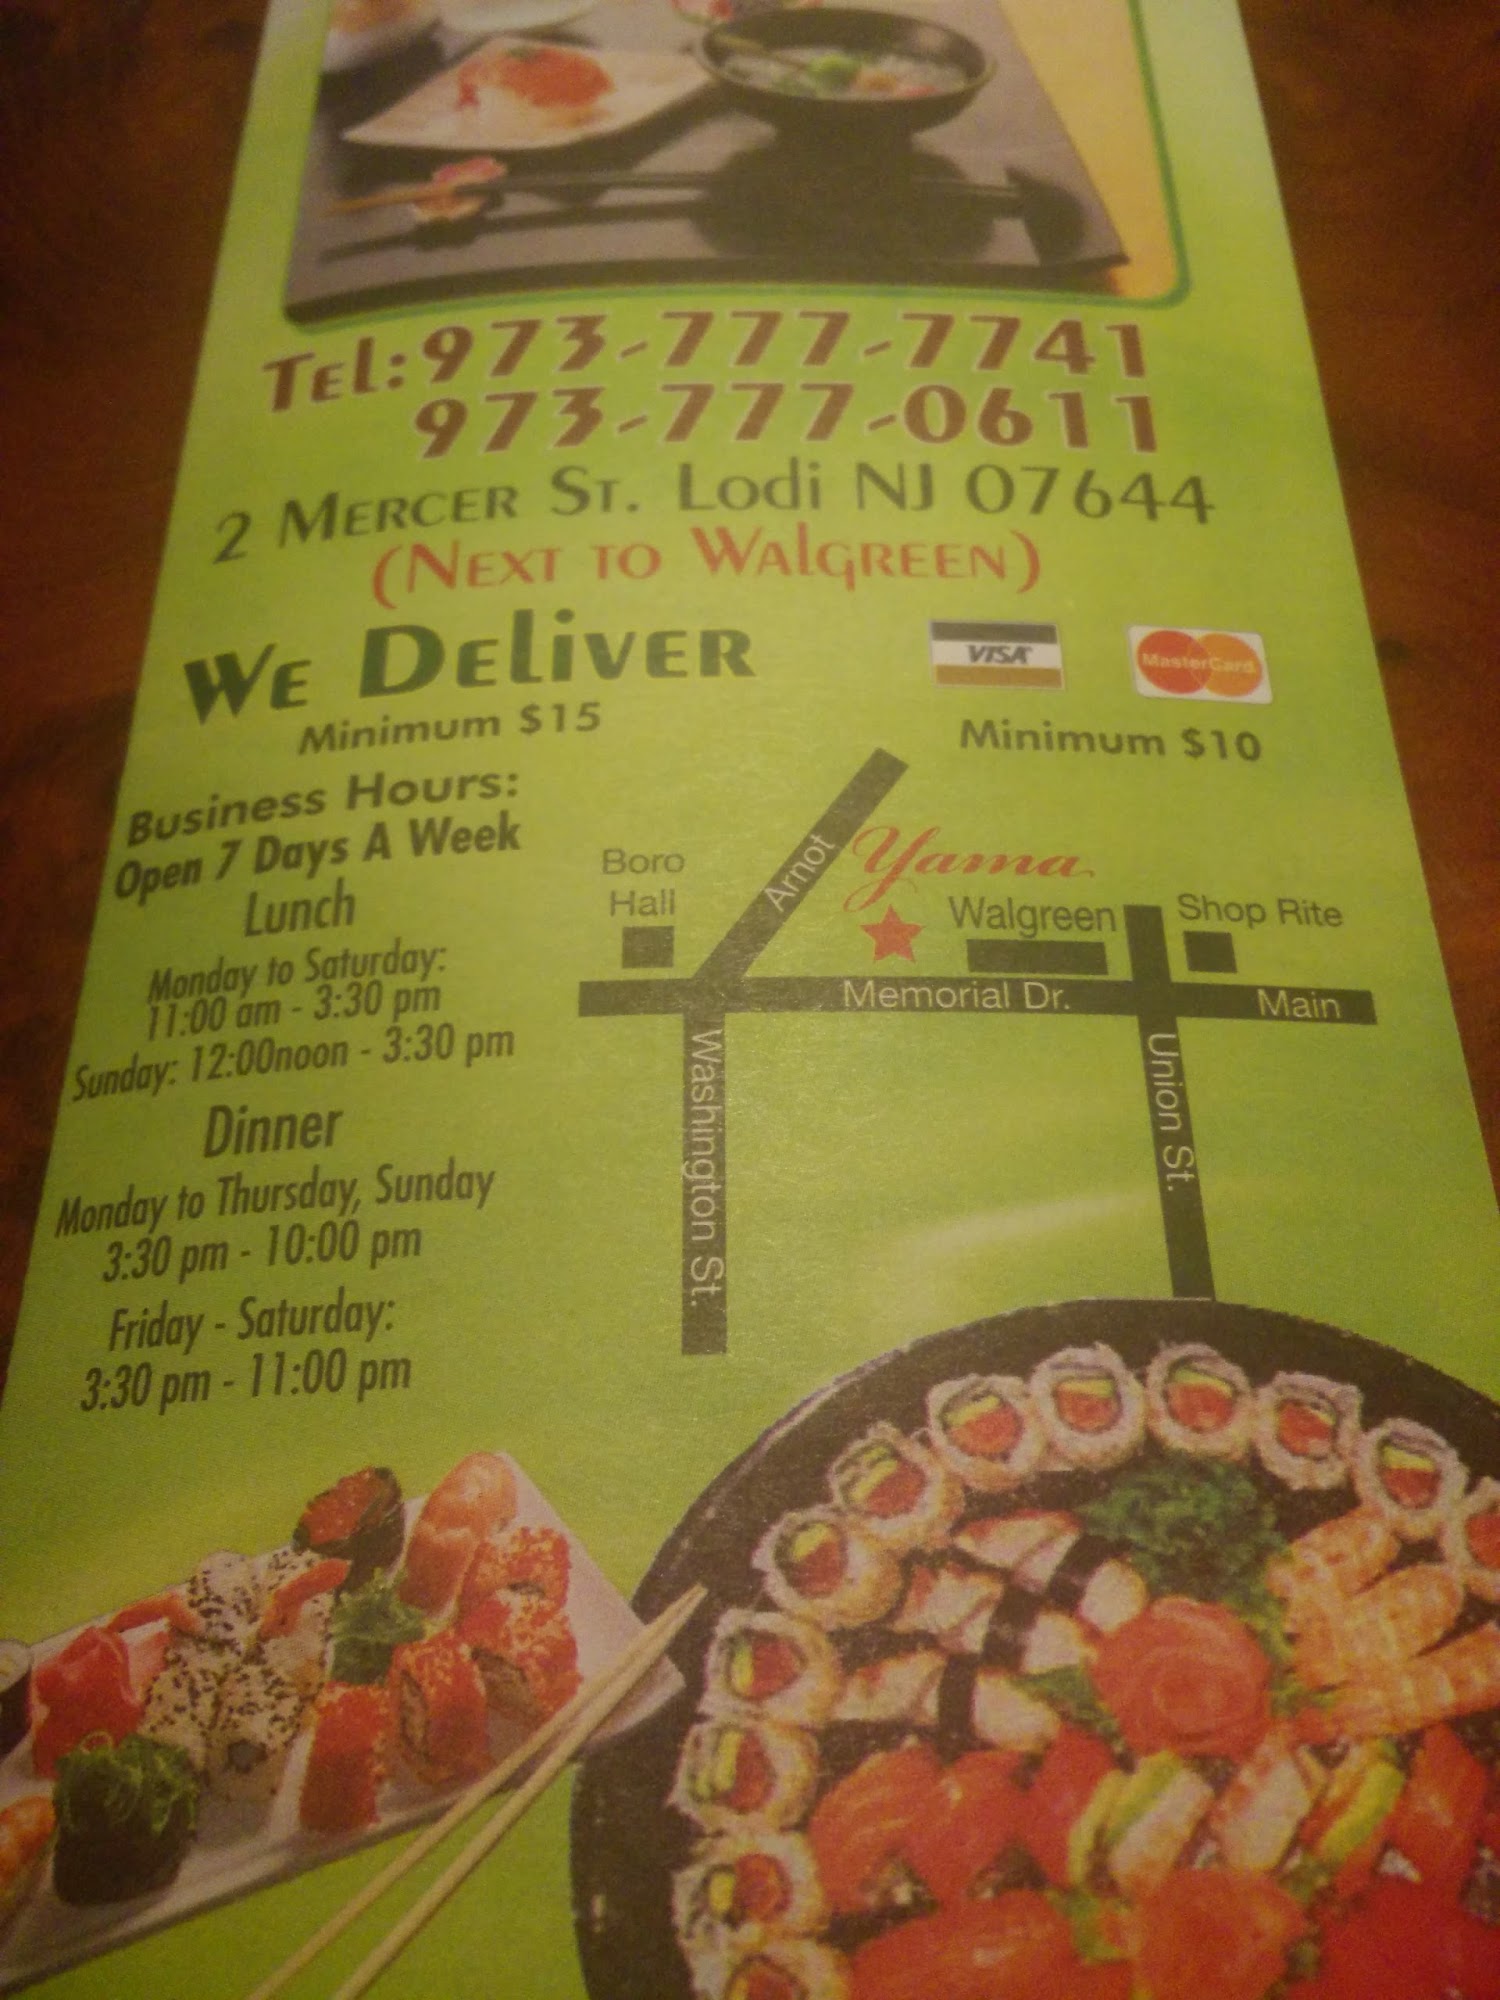 Tel: 973-777-7741
973-777-0611
2 Mercer St. Lodi NJ 07644
(Next to Walgreen)
We Deliver
Minimum $15
VISA
MasterCard
Minimum $10
Business Hours:
Open 7 Days A Week
Lunch
Monday to Saturday:
11:00 am - 3:30 pm
Sunday: 12:00noon - 3:30 pm
Dinner
Monday to Thursday, Sunday
3:30 pm - 10:00 pm
Friday - Saturday:
3:30 pm - 11:00 pm
Boro
Hall
Arnot
Yama
Walgreen
Shop Rite
Memorial Dr.
Main
Washington St.
Union St.